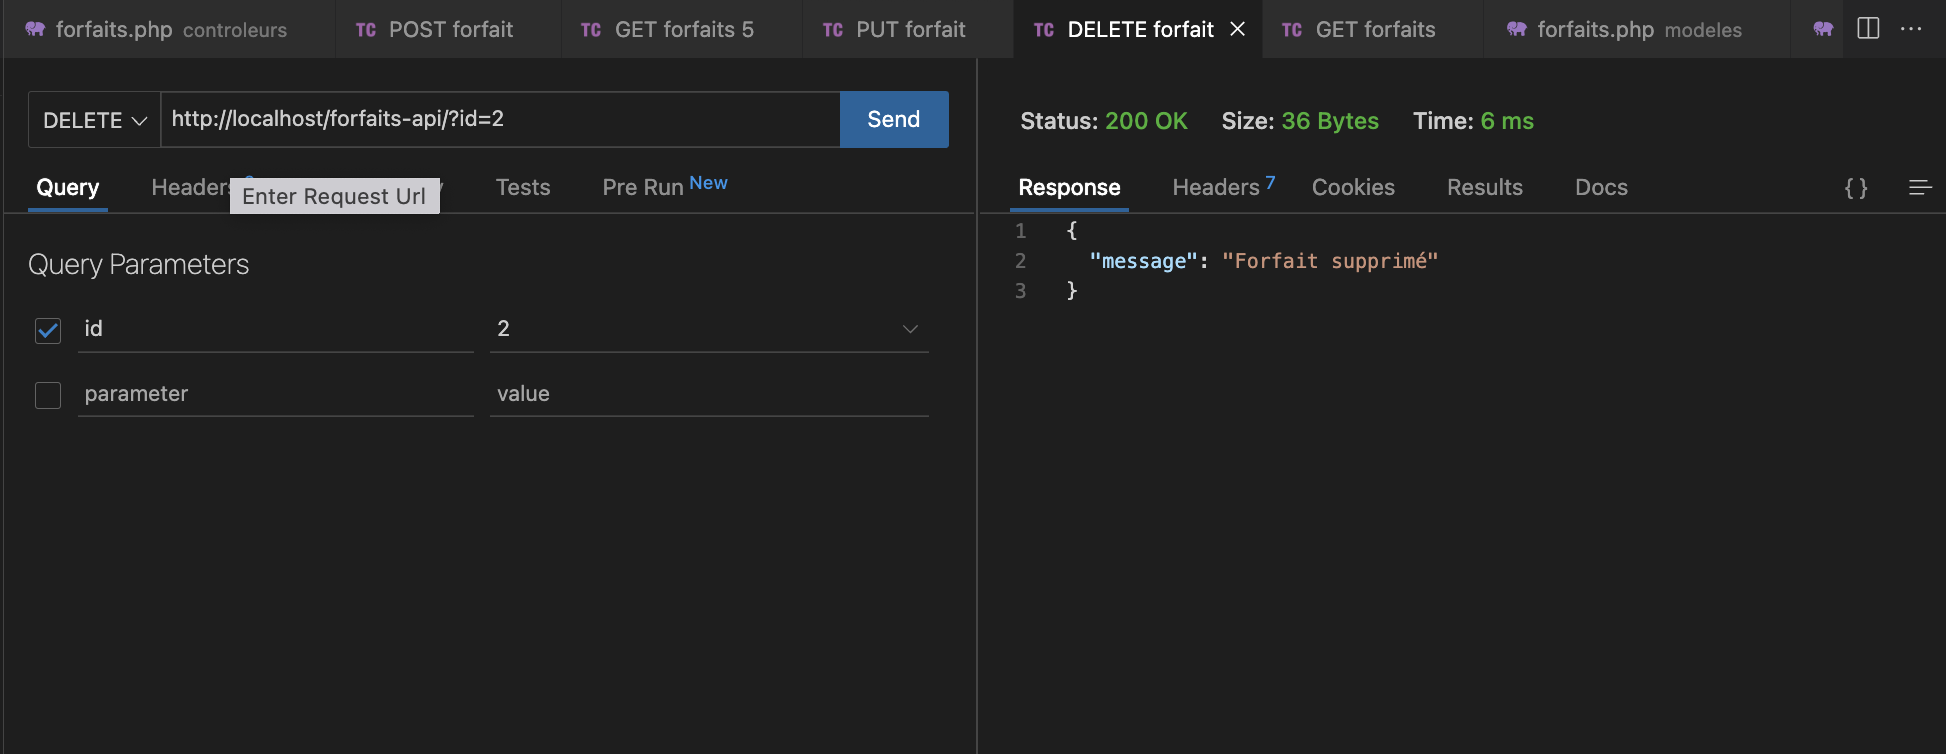 forfaits.php controleurs TC POST forfait TC GET forfaits 5 TC PUT forfait TC DELETE forfait TC GET forfaits forfaits.php modeles
DELETE http://localhost/forfaits-api/?id=2 Send
Status: 200 OK Size: 36 Bytes Time: 6 ms
Query Headers Tests Pre Run New
Enter Request Url
Response Headers 7 Cookies Results Docs { }
Query Parameters
id 2
parameter value
1 {
2 "message": "Forfait supprimé"
3 }